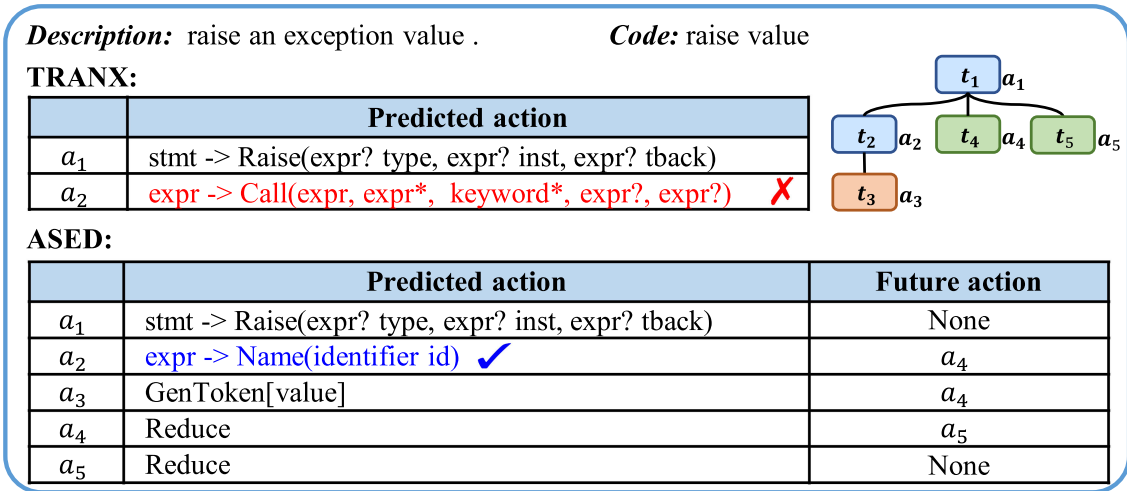 Description: raise an exception value . Code: raise value
TRANX:
Predicted action
a1 stmt -> Raise(expr? type, expr? inst, expr? tback)
a2 expr -> Call(expr, expr*, keyword*, expr?, expr?) ✗
t1 a1
t2 a2 t4 a4 t5 a5
t3 a3
ASED:
Predicted action Future action
a1 stmt -> Raise(expr? type, expr? inst, expr? tback) None
a2 expr -> Name(identifier id) ✓ a4
a3 GenToken[value] a4
a4 Reduce a5
a5 Reduce None